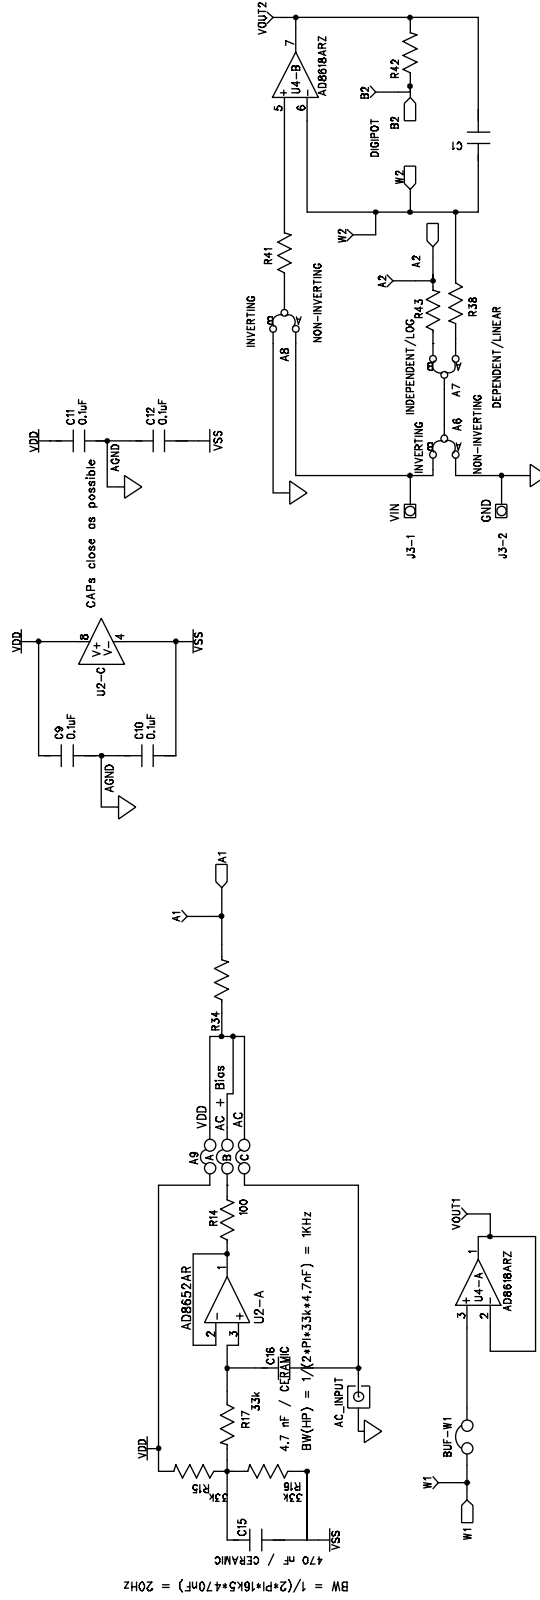 BW = 1/(2*PI*16k5*470nF) = 20Hz
470 nF / CERAMIC
C15
VSS
R15
33k
R16
33k
VDD
R17
33k
C16
4.7 nF / CERAMIC
BW(HP) = 1/(2*PI*33k*4.7nF) = 1KHz
AC_INPUT
AD8652AR
2
3
1
U2-A
R14
100
A9
A
B
C
VDD
AC + Bias
AC
R34
A1
A1
W1
W1
BUF-W1
3
2
1
U4-A
AD8618ARZ
VOUT1
C9
0.1uF
C10
0.1uF
AGND
VDD
VSS
8
4
V+
V-
U2-C
CAPs close as possible
VDD
C11
0.1uF
AGND
C12
0.1uF
VSS
J3-1
VIN
J3-2
GND
INVERTING
B
A
A6
NON-INVERTING
INDEPENDENT/LOG
B
A
A7
DEPENDENT/LINEAR
R43
R38
A2
A2
INVERTING
B
A
A8
NON-INVERTING
R41
W2
W2
DIGIPOT
B2
B2
R42
C1
5
6
7
U4-B
AD8618ARZ
VOUT2